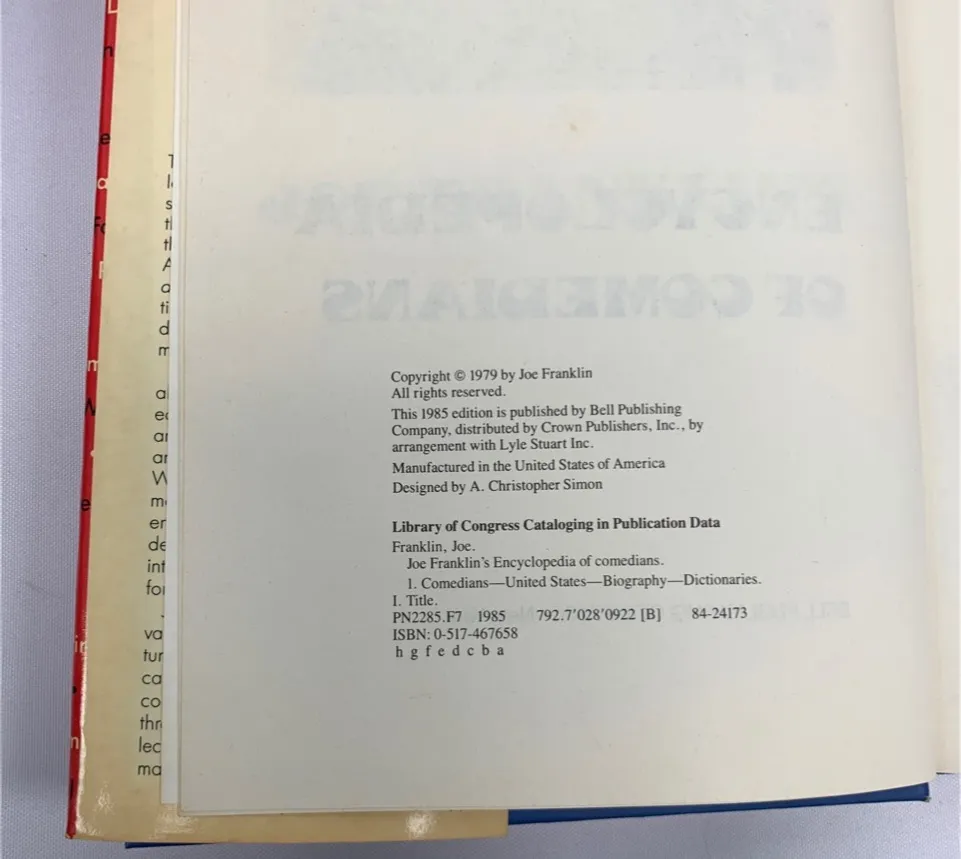 ENCYCLOPEDIA
OF COMEDIANS
Copyright © 1979 by Joe Franklin
All rights reserved.
This 1985 edition is published by Bell Publishing
Company, distributed by Crown Publishers, Inc., by
arrangement with Lyle Stuart Inc.
Manufactured in the United States of America
Designed by A. Christopher Simon
Library of Congress Cataloging in Publication Data
Franklin, Joe.
Joe Franklin's Encyclopedia of comedians.
1. Comedians—United States—Biography—Dictionaries.
I. Title.
PN2285.F7 1985 792.7'028'0922 [B] 84-24173
ISBN: 0-517-467658
h g f e d c b a